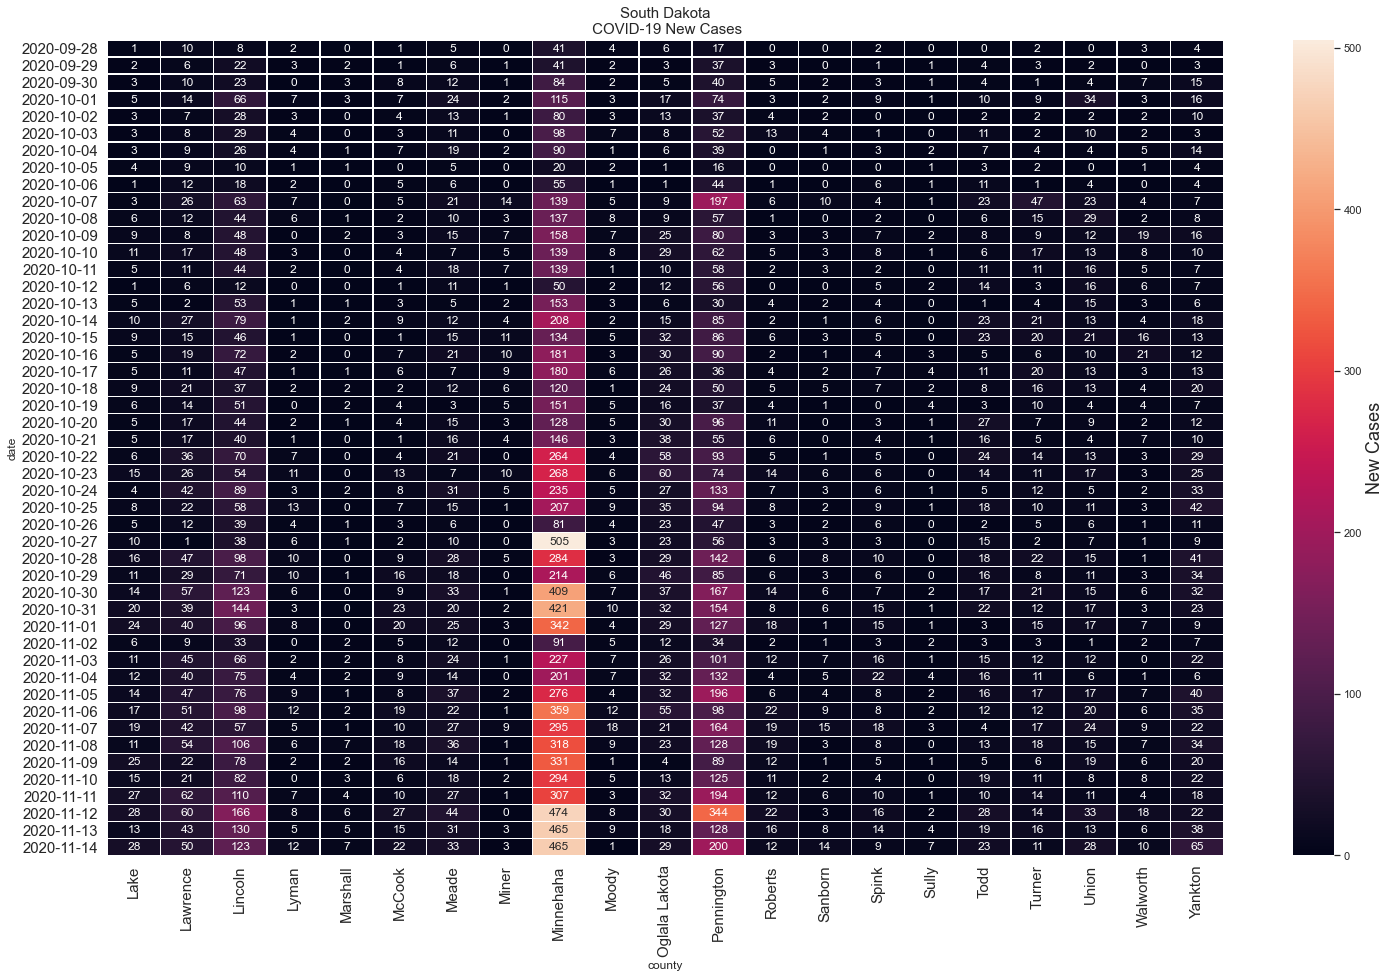 South Dakota
COVID-19 New Cases
2020-09-28 1 10 8 2 0 1 5 0 41 4 6 17 0 0 2 0 0 2 0 3 4
2020-09-29 2 6 22 3 2 1 6 1 41 2 3 37 3 0 1 1 4 3 2 0 3
2020-09-30 3 10 23 0 3 8 12 1 84 2 5 40 5 2 3 1 4 1 4 7 15
2020-10-01 5 14 66 7 3 7 24 2 115 3 17 74 3 2 9 1 10 9 34 3 16
2020-10-02 3 7 28 3 0 4 13 1 80 3 13 37 4 2 0 0 2 2 2 2 10
2020-10-03 3 8 29 4 0 3 11 0 98 7 8 52 13 4 1 0 11 2 10 2 3
2020-10-04 3 9 26 4 1 7 19 2 90 1 6 39 0 1 3 2 7 4 4 5 14
2020-10-05 4 9 10 1 1 0 5 0 20 2 1 16 0 0 0 1 3 2 0 1 4
2020-10-06 1 12 18 2 0 5 6 0 55 1 1 44 1 0 6 1 11 1 4 0 4
2020-10-07 3 26 63 7 0 5 21 14 139 5 9 197 6 10 4 1 23 47 23 4 7
2020-10-08 6 12 44 6 1 2 10 3 137 8 9 57 1 0 2 0 6 15 29 2 8
2020-10-09 9 8 48 0 2 3 15 7 158 7 25 80 3 3 7 2 8 9 12 19 16
2020-10-10 11 17 48 3 0 4 7 5 139 8 29 62 5 3 8 1 6 17 13 8 10
2020-10-11 5 11 44 2 0 4 18 7 139 1 10 58 2 3 2 0 11 11 16 5 7
2020-10-12 1 6 12 0 0 1 11 1 50 2 12 56 0 0 5 2 14 3 16 6 7
2020-10-13 5 2 53 1 1 3 5 2 153 3 6 30 4 2 4 0 1 4 15 3 6
2020-10-14 10 27 79 1 2 9 12 4 208 2 15 85 2 1 6 0 23 21 13 4 18
2020-10-15 9 15 46 1 0 1 15 11 134 5 32 86 6 3 5 0 23 20 21 16 13
2020-10-16 5 19 72 2 0 7 21 10 181 3 30 90 2 1 4 3 5 6 10 21 12
2020-10-17 5 11 47 1 1 6 7 9 180 6 26 36 4 2 7 4 11 20 13 3 13
2020-10-18 9 21 37 2 2 2 12 6 120 1 24 50 5 5 7 2 8 16 13 4 20
2020-10-19 6 14 51 0 2 4 3 5 151 5 16 37 4 1 0 4 3 10 4 4 7
2020-10-20 5 17 44 2 1 4 15 3 128 5 30 96 11 0 3 1 27 7 9 2 12
2020-10-21 5 17 40 1 0 1 16 4 146 3 38 55 6 0 4 1 16 5 4 7 10
2020-10-22 6 36 70 7 0 4 21 0 264 4 58 93 5 1 5 0 24 14 13 3 29
2020-10-23 15 26 54 11 0 13 7 10 268 6 60 74 14 6 6 0 14 11 17 3 25
2020-10-24 4 42 89 3 2 8 31 5 235 5 27 133 7 3 6 1 5 12 5 2 33
2020-10-25 8 22 58 13 0 7 15 1 207 9 35 94 8 2 9 1 18 10 11 3 42
2020-10-26 5 12 39 4 1 3 6 0 81 4 23 47 3 2 6 0 2 5 6 1 11
2020-10-27 10 1 38 6 1 2 10 0 505 3 23 56 3 3 3 0 15 2 7 1 9
2020-10-28 16 47 98 10 0 9 28 5 284 3 29 142 6 8 10 0 18 22 15 1 41
2020-10-29 11 29 71 10 1 16 18 0 214 6 46 85 6 3 6 0 16 8 11 3 34
2020-10-30 14 57 123 6 0 9 33 1 409 7 37 167 14 6 7 2 17 21 15 6 32
2020-10-31 20 39 144 3 0 23 20 2 421 10 32 154 8 6 15 1 22 12 17 3 23
2020-11-01 24 40 96 8 0 20 25 3 342 4 29 127 18 1 15 1 3 15 17 7 9
2020-11-02 6 9 33 0 2 5 12 0 91 5 12 34 2 1 3 2 3 3 1 2 7
2020-11-03 11 45 66 2 2 8 24 1 227 7 26 101 12 7 16 1 15 12 12 0 22
2020-11-04 12 40 75 4 2 9 14 0 201 7 32 132 4 5 22 4 16 11 6 1 6
2020-11-05 14 47 76 9 1 8 37 2 276 6 32 196 6 4 8 2 16 17 17 7 40
2020-11-06 17 51 98 12 2 19 22 1 359 12 55 98 22 9 8 2 12 12 20 6 35
2020-11-07 19 42 57 5 1 10 27 9 295 18 21 164 19 15 18 3 4 17 24 9 22
2020-11-08 11 54 106 6 7 18 36 1 318 9 23 128 19 3 8 0 13 18 15 7 34
2020-11-09 25 22 78 2 2 16 14 1 331 1 4 89 12 1 5 1 5 6 19 6 20
2020-11-10 15 21 82 0 3 6 18 2 294 5 13 125 11 2 4 0 19 11 8 8 22
2020-11-11 27 62 110 7 4 10 27 1 307 3 32 194 12 6 10 1 10 14 11 4 18
2020-11-12 28 60 166 8 6 27 44 0 474 8 30 344 22 3 16 2 28 14 33 18 22
2020-11-13 13 43 130 5 5 15 31 3 465 9 18 128 16 8 14 4 19 16 13 6 38
2020-11-14 28 50 123 12 7 22 33 3 465 1 29 200 12 14 9 7 23 11 28 10 65
date
Lake Lawrence Lincoln Lyman Marshall McCook Meade Miner Minnehaha Moody Oglala Lakota Pennington Roberts Sanborn Spink Sully Todd Turner Union Walworth Yankton
county
500
400
300
200
100
0
New Cases